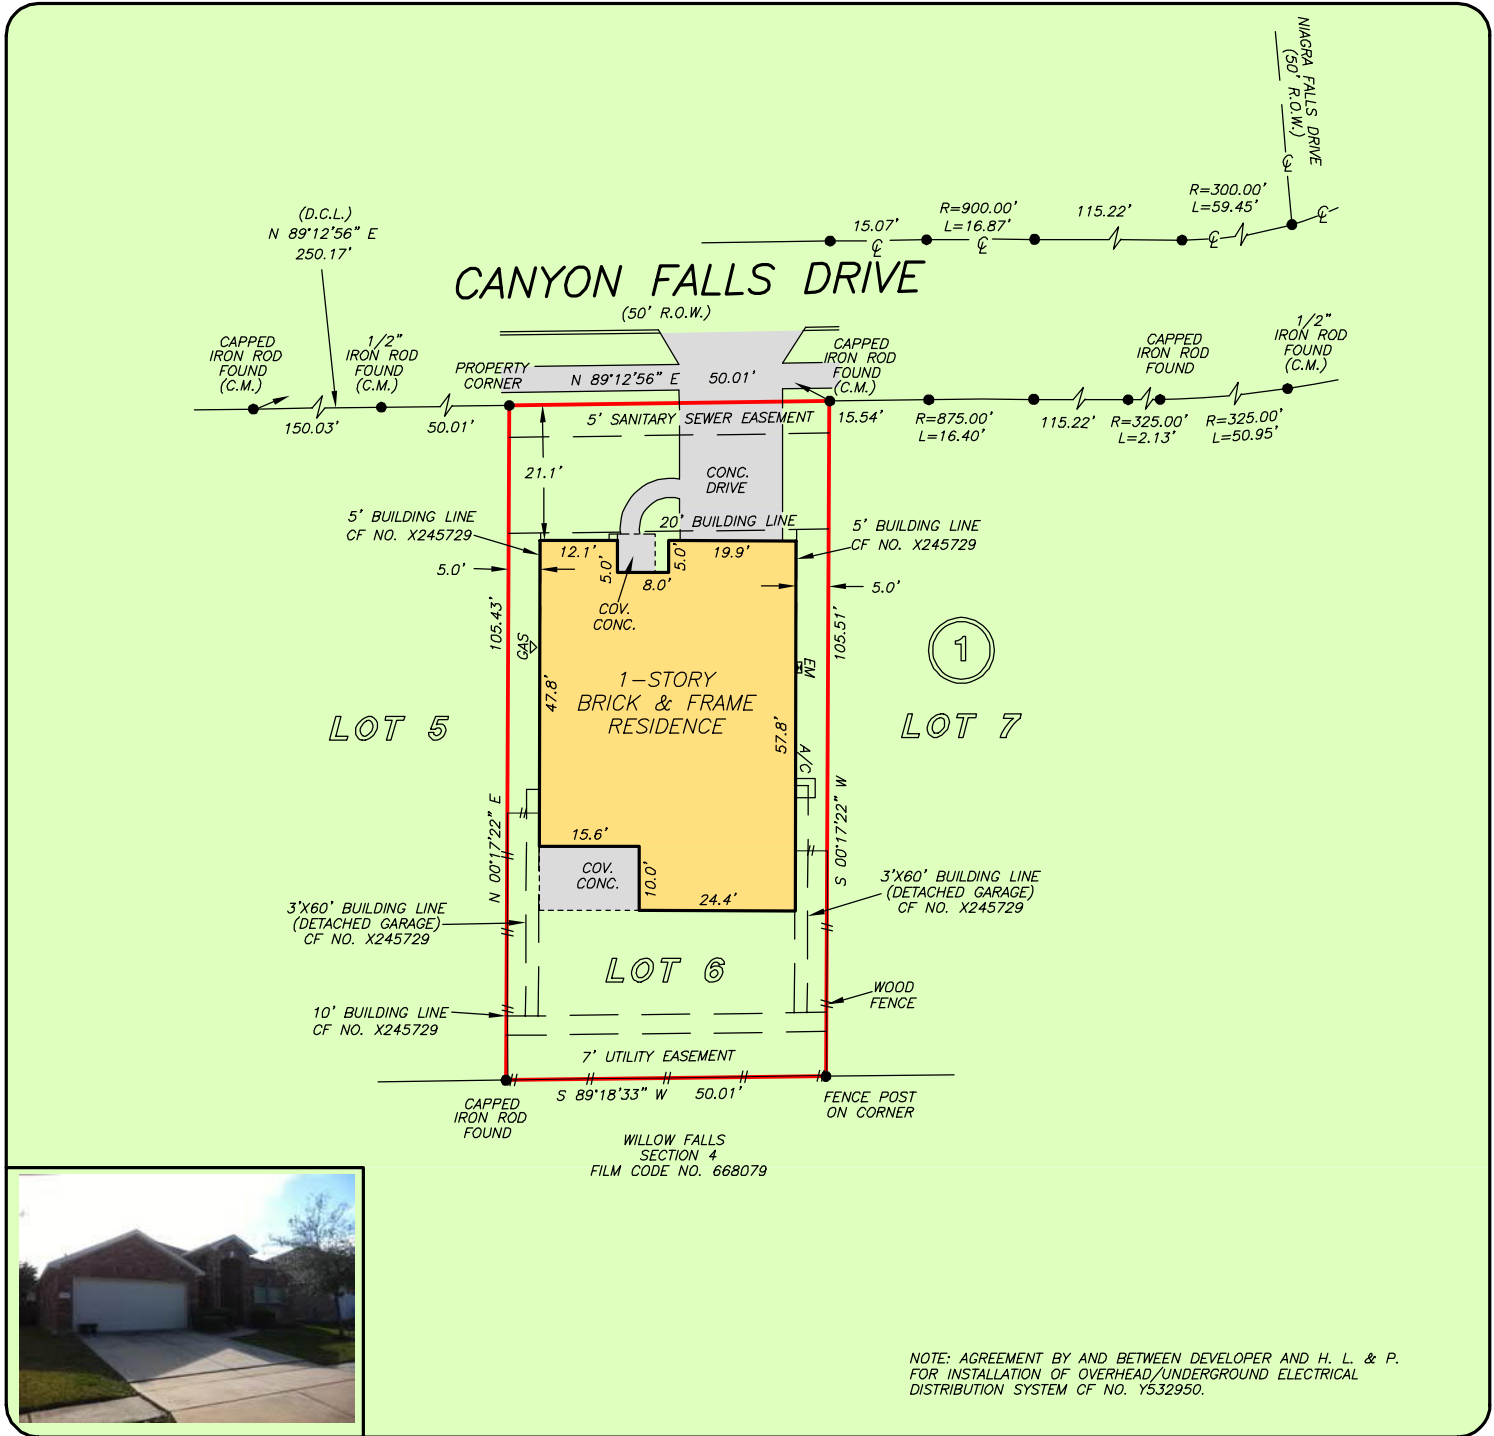 NIAGRA FALLS DRIVE
(50' R.O.W.)
℄
R=300.00'
L=59.45'
℄
℄
115.22'
R=900.00'
L=16.87'
℄
15.07'
℄
(D.C.L.)
N 89°12'56" E
250.17'
CANYON FALLS DRIVE
(50' R.O.W.)
CAPPED
IRON ROD
FOUND
(C.M.)
1/2"
IRON ROD
FOUND
(C.M.)
PROPERTY
CORNER
N 89°12'56" E 50.01'
CAPPED
IRON ROD
FOUND
(C.M.)
CAPPED
IRON ROD
FOUND
1/2"
IRON ROD
FOUND
(C.M.)
150.03'
50.01'
5' SANITARY SEWER EASEMENT
15.54'
R=875.00'
L=16.40'
115.22'
R=325.00'
L=2.13'
R=325.00'
L=50.95'
21.1'
CONC.
DRIVE
5' BUILDING LINE
CF NO. X245729
20' BUILDING LINE
5' BUILDING LINE
CF NO. X245729
12.1'
5.0'
8.0'
5.0'
19.9'
5.0'
5.0'
COV.
CONC.
105.43'
GAS
105.51'
1
EM
1-STORY
BRICK & FRAME
RESIDENCE
47.8'
57.8'
A/C
LOT 5
LOT 7
N 00°17'22" E
S 00°17'22" W
15.6'
COV.
CONC.
10.0'
24.4'
3'X60' BUILDING LINE
(DETACHED GARAGE)
CF NO. X245729
3'X60' BUILDING LINE
(DETACHED GARAGE)
CF NO. X245729
LOT 6
WOOD
FENCE
10' BUILDING LINE
CF NO. X245729
7' UTILITY EASEMENT
S 89°18'33" W 50.01'
CAPPED
IRON ROD
FOUND
FENCE POST
ON CORNER
WILLOW FALLS
SECTION 4
FILM CODE NO. 668079
NOTE: AGREEMENT BY AND BETWEEN DEVELOPER AND H. L. & P.
FOR INSTALLATION OF OVERHEAD/UNDERGROUND ELECTRICAL
DISTRIBUTION SYSTEM CF NO. Y532950.